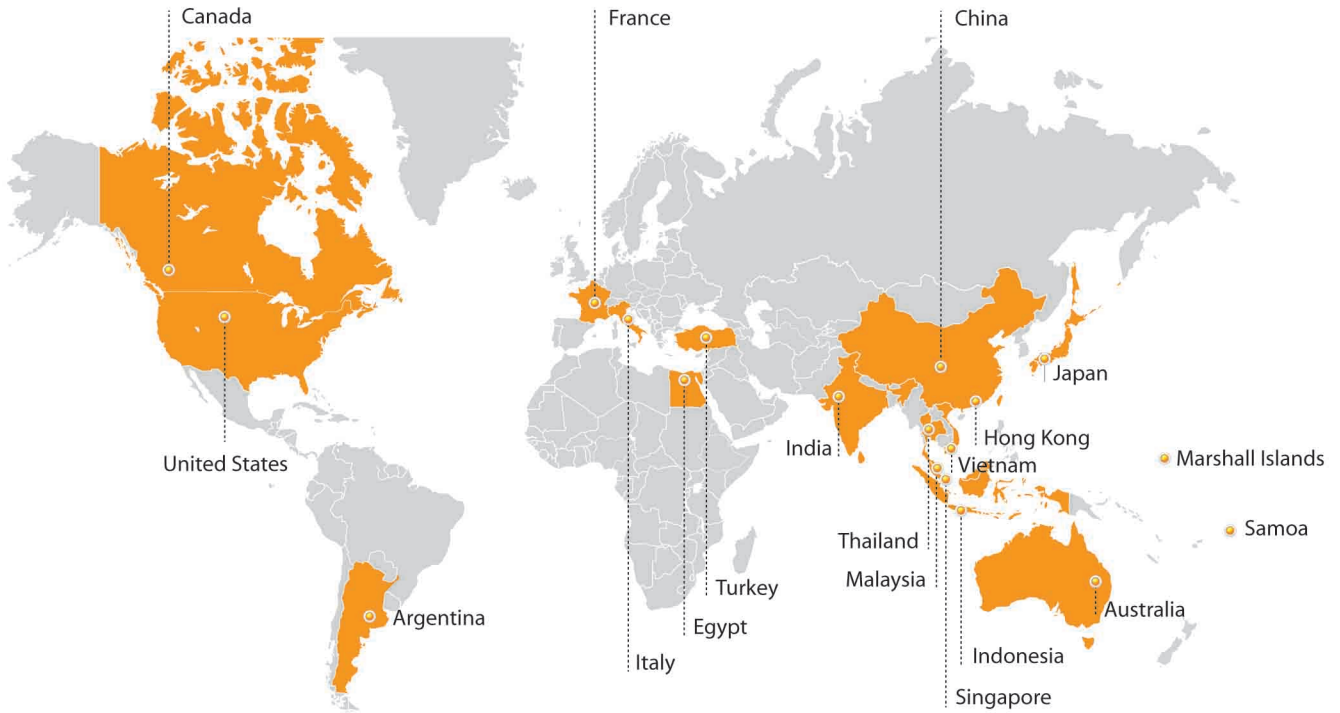 Canada
France
China
Japan
United States
India
Hong Kong
Vietnam
Marshall Islands
Samoa
Thailand
Malaysia
Turkey
Argentina
Australia
Egypt
Italy
Indonesia
Singapore